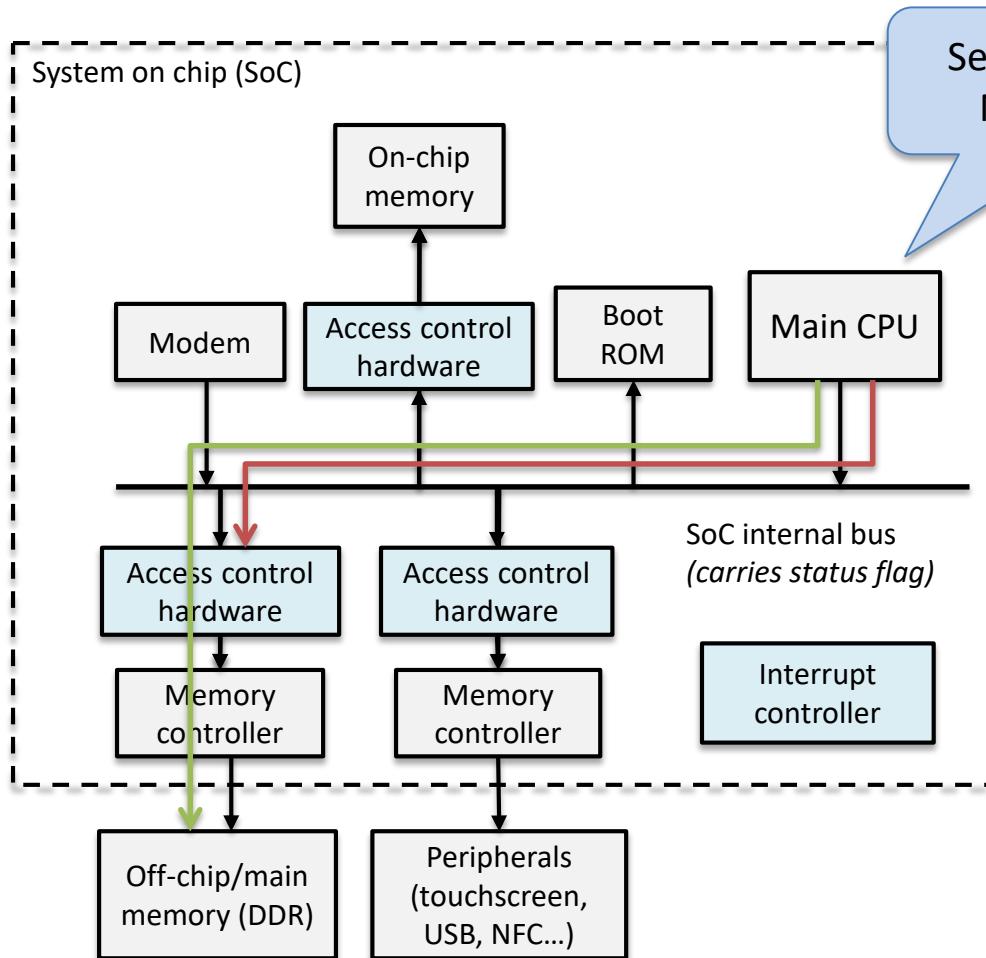 System on chip (SoC)
On-chip
memory
Modem
Access control
hardware
Boot
ROM
Main CPU
SoC internal bus
(carries status flag)
Access control
hardware
Access control
hardware
Memory
controller
Memory
controller
Interrupt
controller
Off-chip/main
memory (DDR)
Peripherals
(touchscreen,
USB, NFC...)